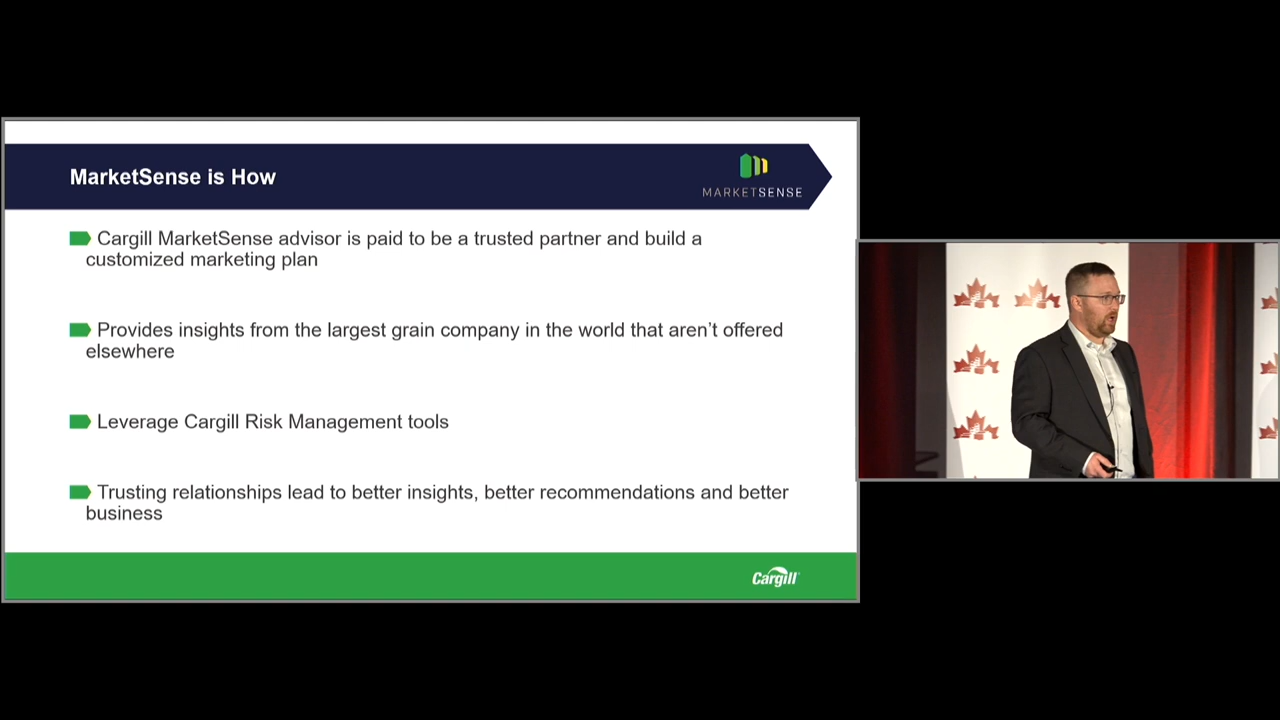 MarketSense is How
MARKETSENSE
Cargill MarketSense advisor is paid to be a trusted partner and build a
customized marketing plan
Provides insights from the largest grain company in the world that aren’t offered
elsewhere
Leverage Cargill Risk Management tools
Trusting relationships lead to better insights, better recommendations and better
business
Cargill